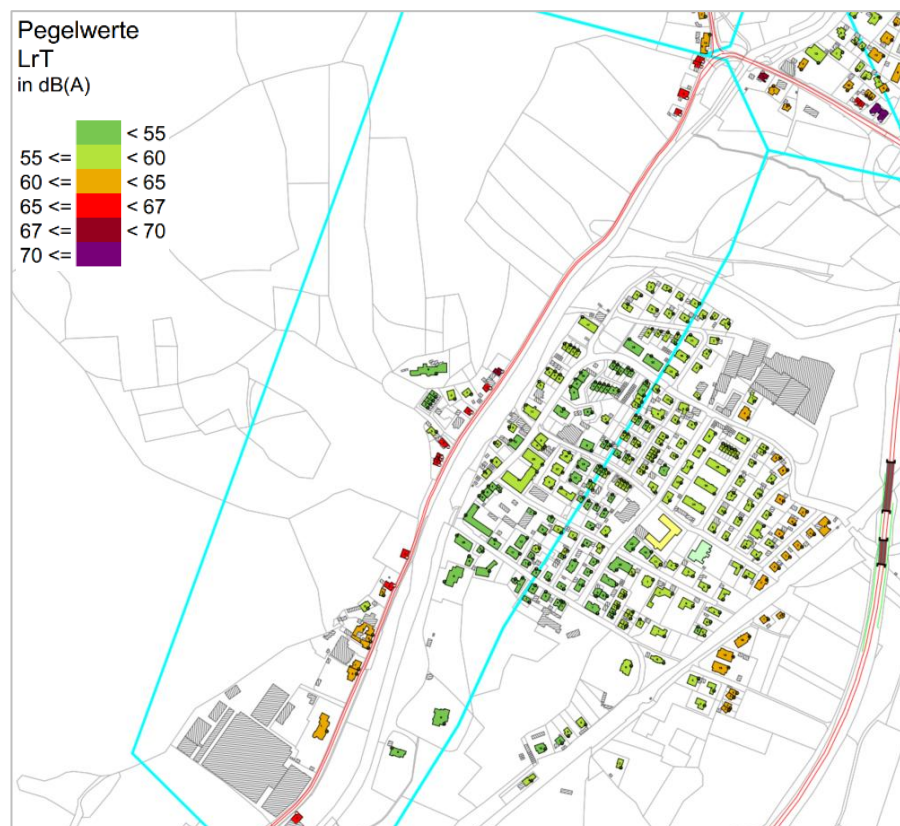 Pegelwerte
LrT
in dB(A)
< 55
55 <= < 60
60 <= < 65
65 <= < 67
67 <= < 70
70 <=